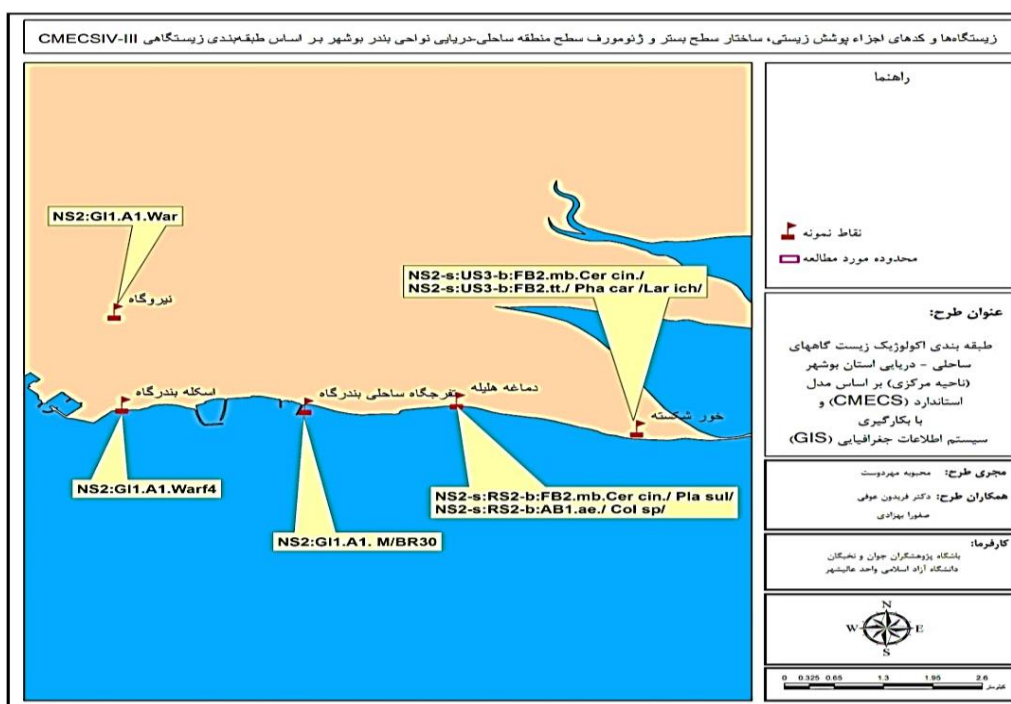 زیستگاهها و کدهای اجزاء پوشش زیستی، ساختار سطح بستر و ژئومورف سطح منطقه ساحلی-دریایی نواحی بندر بوشهر بر اساس طبقه‌بندی زیستگاهی CMECSIV-III
راهنما
نقاط نمونه
محدوده مورد مطالعه
NS2:GI1.A1.War
نیروگاه
NS2-s:US3-b:FB2.mb.Cer cin./
NS2-s:US3-b:FB2.tt./ Pha car /Lar ich/
اسکله بندرگاه
تفرجگاه ساحلی بندرگاه
دماغه هلیله
خور شکسته
NS2:GI1.A1.Warf4
NS2:GI1.A1. M/BR30
NS2-s:RS2-b:FB2.mb.Cer cin./ Pla sul/
NS2-s:RS2-b:AB1.ae./ Col sp/
عنوان طرح:
طبقه بندی اکولوژیک زیست گاههای
ساحلی - دریایی استان بوشهر
(ناحیه مرکزی) بر اساس مدل
استاندارد (CMECS) و
با بکارگیری
سیستم اطلاعات جغرافیایی (GIS)
مجری طرح: محبوبه مهردوست
همکاران طرح: دکتر فریدون عوفی
صفورا بهزادی
کارفرما:
باشگاه پژوهشگران جوان و نخبگان
دانشگاه آزاد اسلامی واحد عالیشهر
N
W E
S
0 0.325 0.65 1.3 1.95 2.6
کیلومتر